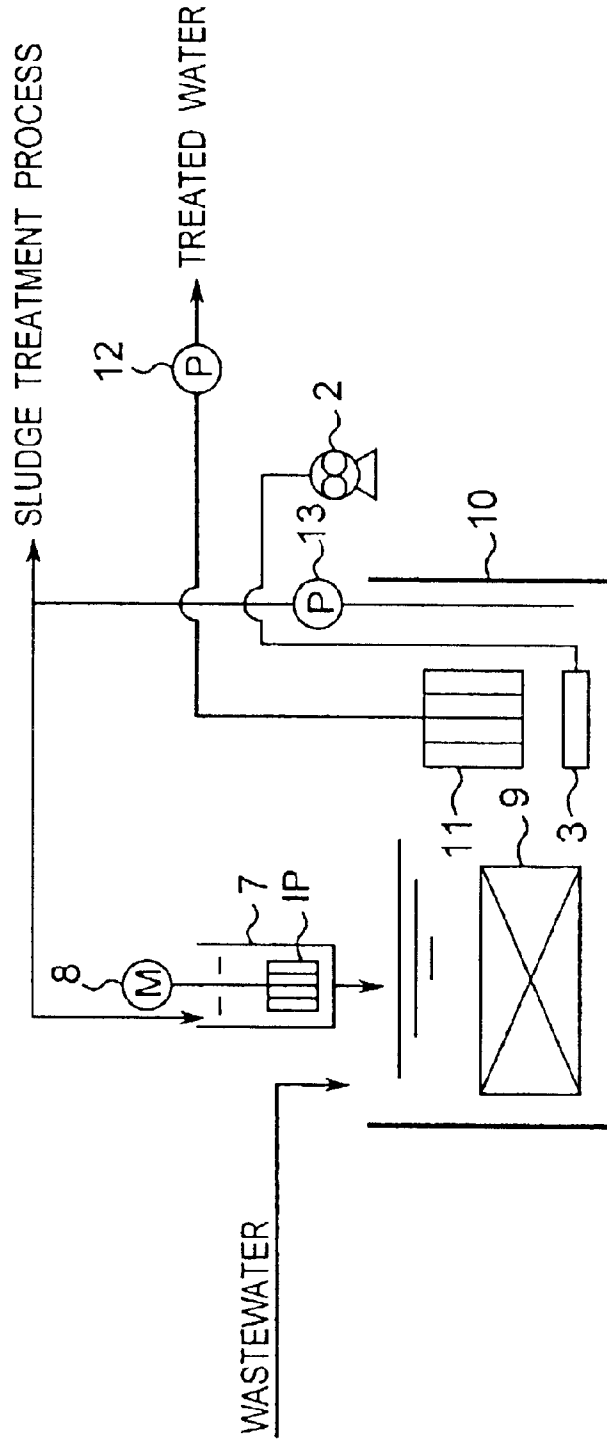 SLUDGE TREATMENT PROCESS
TREATED WATER
12
P
2
13
P
10
8
M
7
IP
11
9
3
WASTEWATER